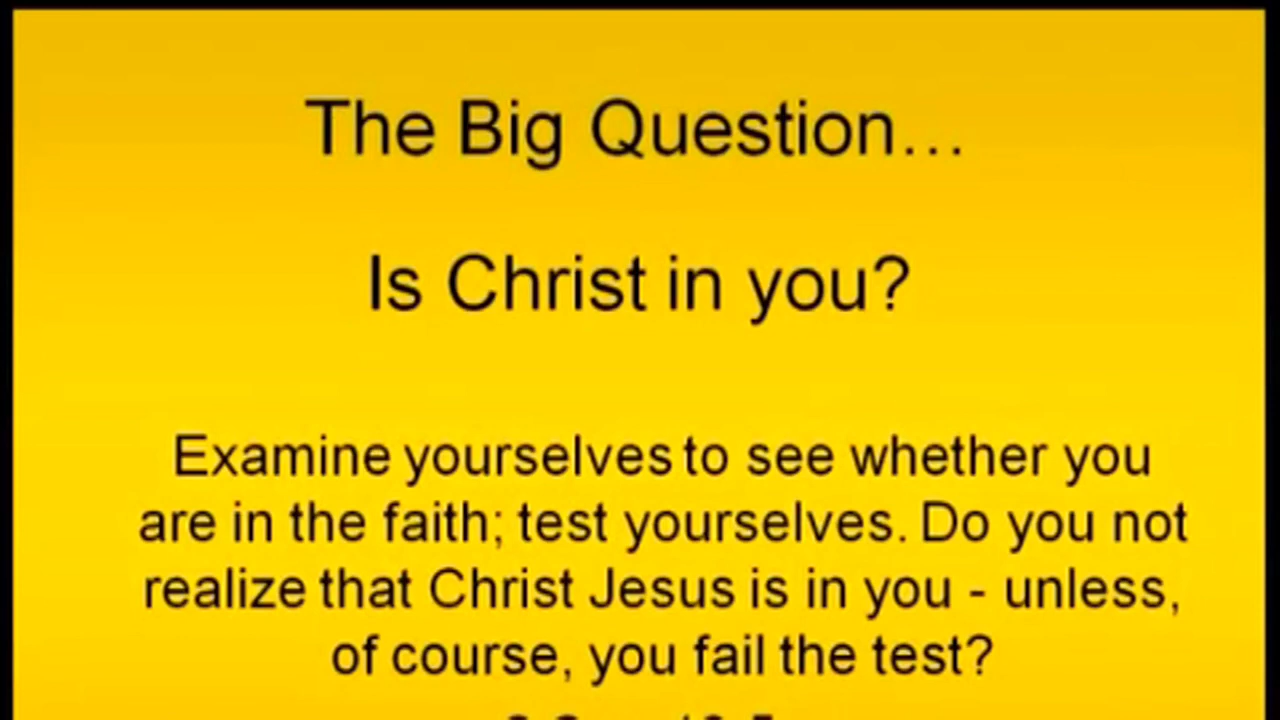 The Big Question…
Is Christ in you?
Examine yourselves to see whether you
are in the faith; test yourselves. Do you not
realize that Christ Jesus is in you - unless,
of course, you fail the test?